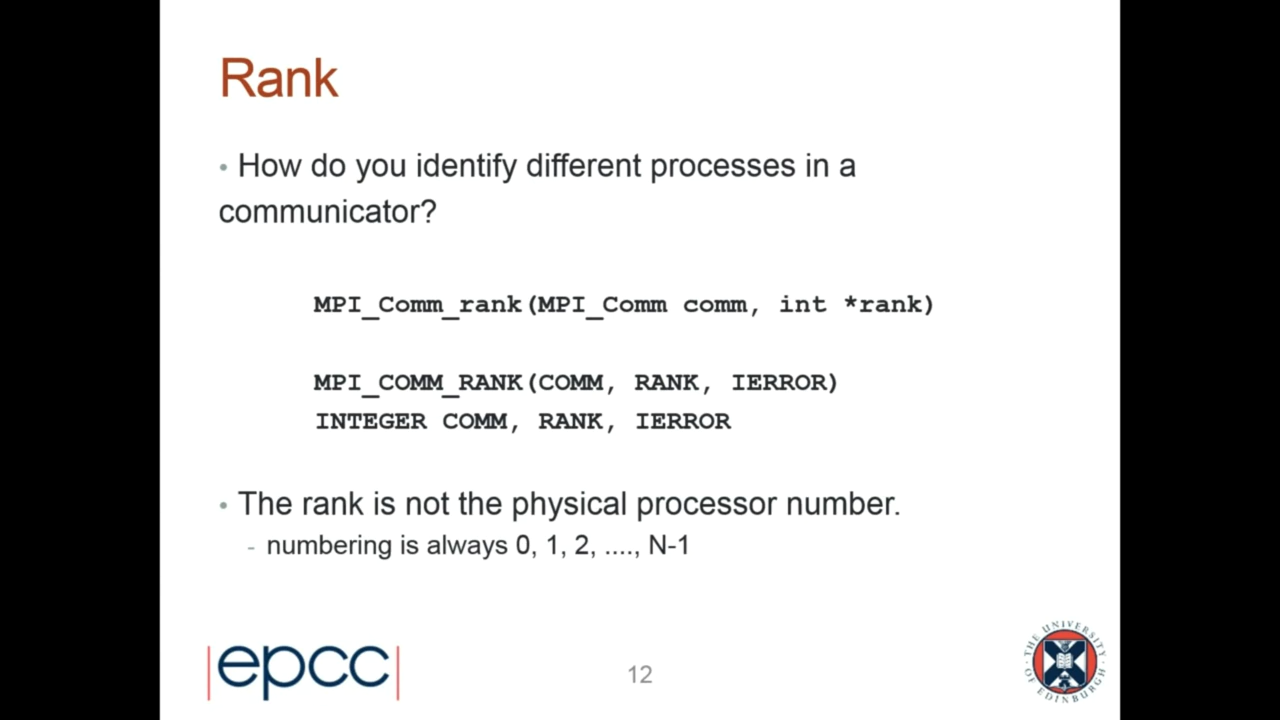 Rank
• How do you identify different processes in a
communicator?
MPI_Comm_rank(MPI_Comm comm, int *rank)
MPI_COMM_RANK(COMM, RANK, IERROR)
INTEGER COMM, RANK, IERROR
• The rank is not the physical processor number.
- numbering is always 0, 1, 2, ...., N-1
|epcc|
12
THE UNIVERSITY OF EDINBURGH